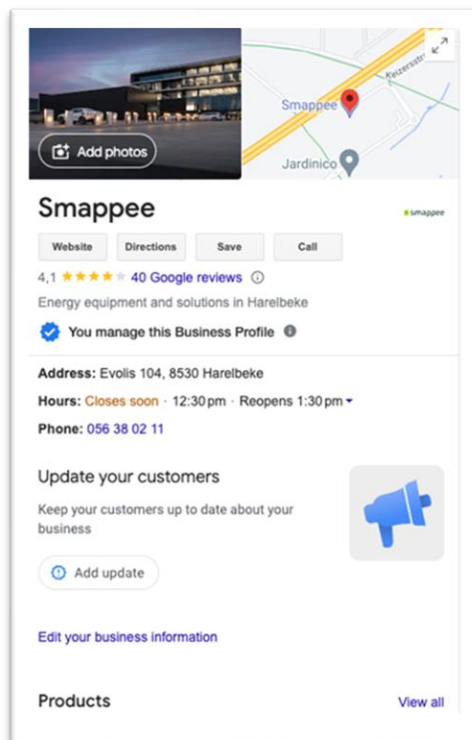 Keizersstr
Smappee
Jardinico
Add photos
Smappee
smappee
Website Directions Save Call
4,1 40 Google reviews
Energy equipment and solutions in Harelbeke
You manage this Business Profile
Address: Evolis 104, 8530 Harelbeke
Hours: Closes soon · 12:30 pm · Reopens 1:30 pm
Phone: 056 38 02 11
Update your customers
Keep your customers up to date about your
business
Add update
Edit your business information
Products View all